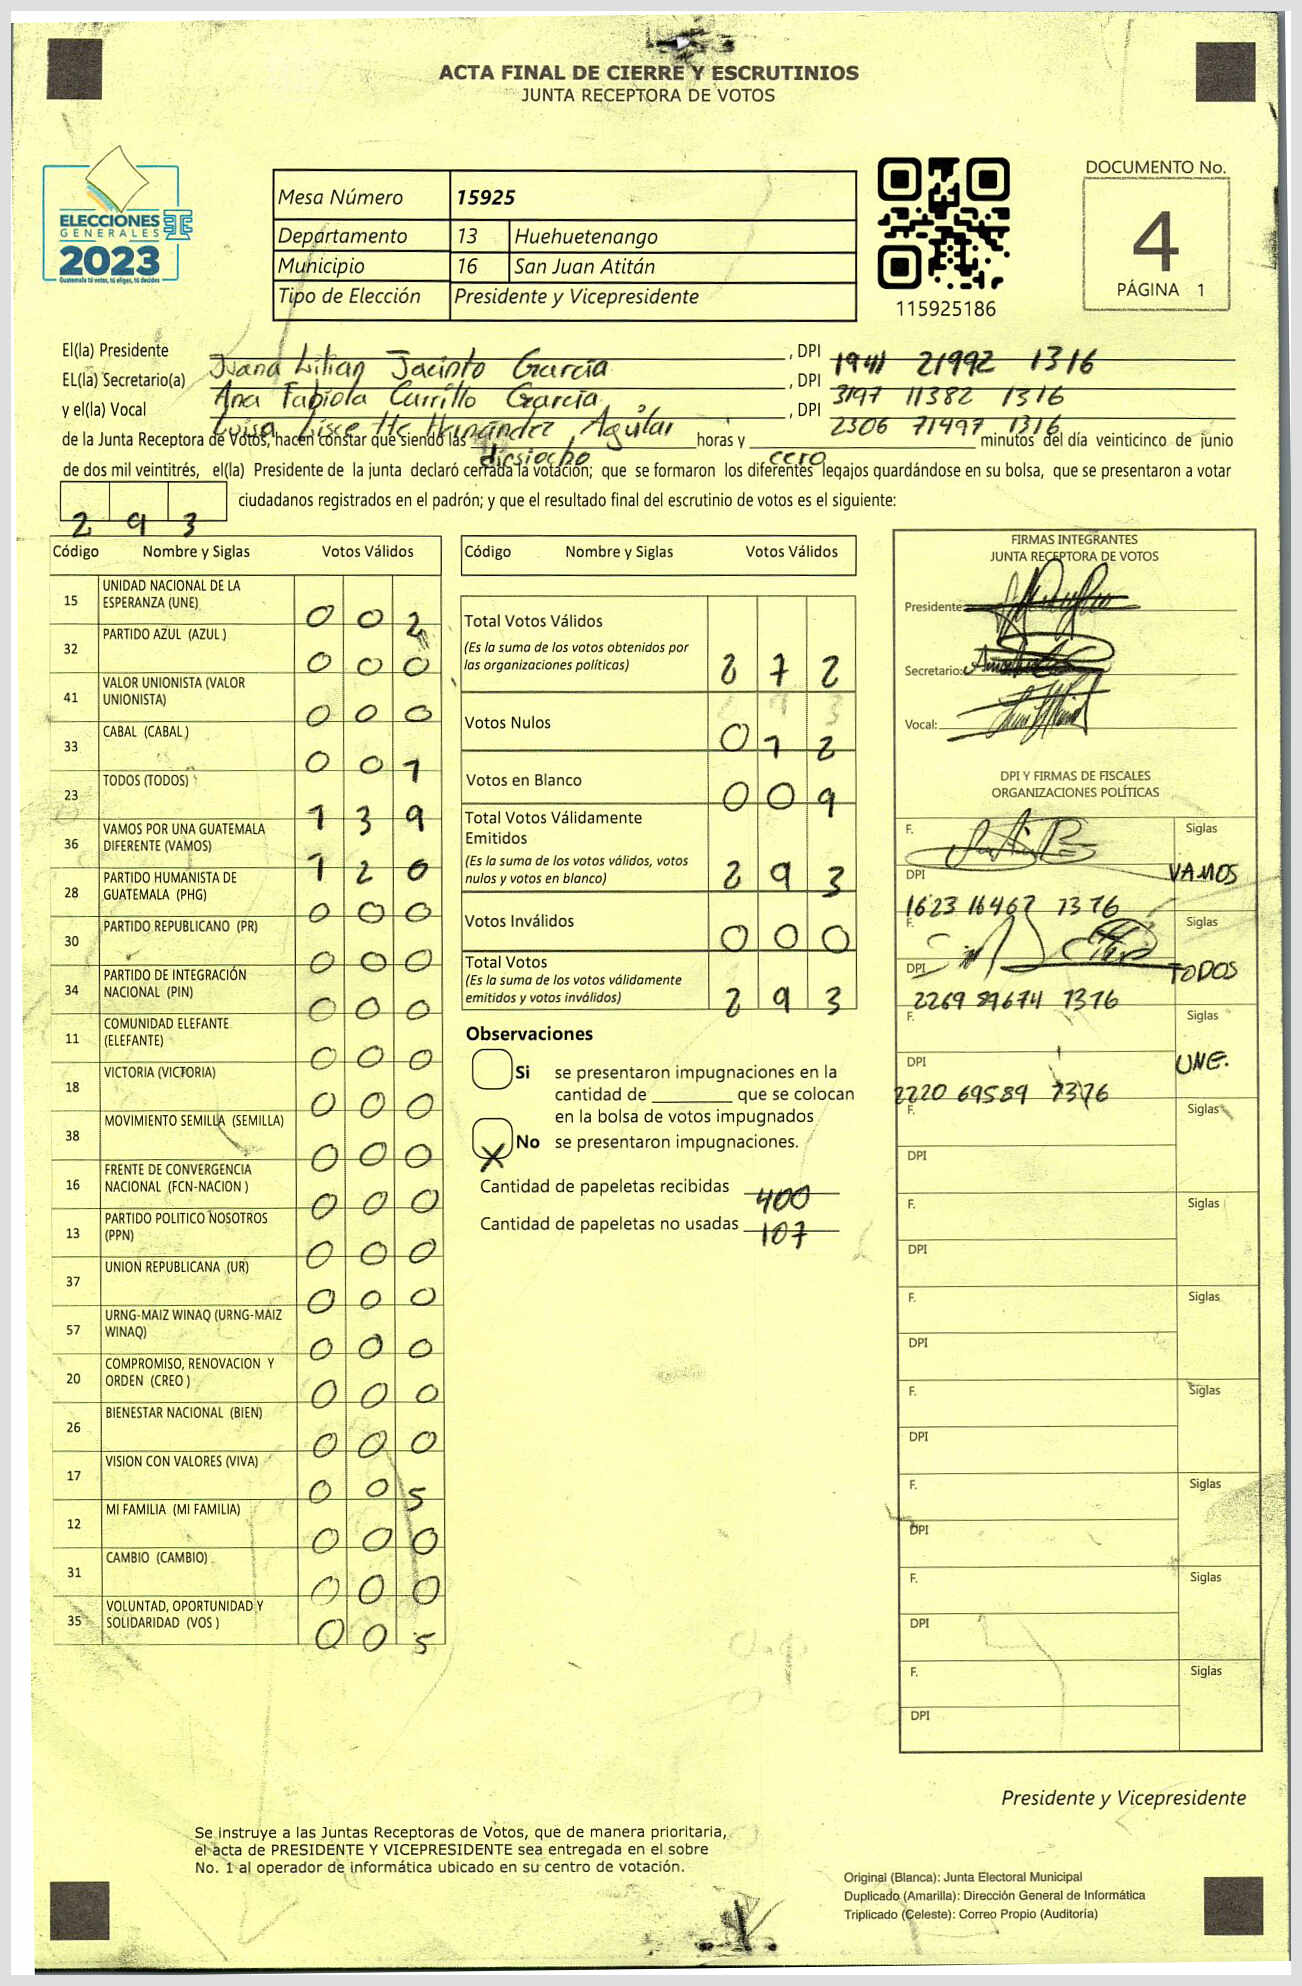 ACTA FINAL DE CIERRE Y ESCRUTINIOS
JUNTA RECEPTORA DE VOTOS
ELECCIONES
GENERALES
2023
Guatemala tú votas, tú eliges, tú decides
Mesa Número 15925
Departamento 13 Huehuetenango
Municipio 16 San Juan Atitán
Tipo de Elección Presidente y Vicepresidente
115925186
DOCUMENTO No.
4
PÁGINA 1
El(la) Presidente Juana Lilian Jacinto García , DPI 1941 21992 1316
EL(la) Secretario(a) Ana Fabiola Carrillo García , DPI 3197 11382 1316
y el(la) Vocal Luisa Hernández Aguilar , DPI 2306 71497 1316
de la Junta Receptora de Votos, hacen constar que siendo las dieciocho horas y cero minutos del día veinticinco de junio
de dos mil veintitrés, el(la) Presidente de la junta declaró cerrada la votación; que se formaron los diferentes legajos guardándose en su bolsa, que se presentaron a votar
293 ciudadanos registrados en el padrón; y que el resultado final del escrutinio de votos es el siguiente:
Código Nombre y Siglas Votos Válidos
15 UNIDAD NACIONAL DE LA ESPERANZA (UNE) 0 0 2
32 PARTIDO AZUL (AZUL ) 0 0 0
41 VALOR UNIONISTA (VALOR UNIONISTA) 0 0 0
33 CABAL (CABAL ) 0 0 1
23 TODOS (TODOS) 1 3 9
36 VAMOS POR UNA GUATEMALA DIFERENTE (VAMOS) 1 2 0
28 PARTIDO HUMANISTA DE GUATEMALA (PHG) 0 0 0
30 PARTIDO REPUBLICANO (PR) 0 0 0
34 PARTIDO DE INTEGRACIÓN NACIONAL (PIN) 0 0 0
11 COMUNIDAD ELEFANTE (ELEFANTE) 0 0 0
18 VICTORIA (VICTORIA) 0 0 0
38 MOVIMIENTO SEMILLA (SEMILLA) 0 0 0
16 FRENTE DE CONVERGENCIA NACIONAL (FCN-NACION ) 0 0 0
13 PARTIDO POLITICO NOSOTROS (PPN) 0 0 0
37 UNION REPUBLICANA (UR) 0 0 0
57 URNG-MAIZ WINAQ (URNG-MAIZ WINAQ) 0 0 0
20 COMPROMISO, RENOVACION Y ORDEN (CREO ) 0 0 0
26 BIENESTAR NACIONAL (BIEN) 0 0 0
17 VISION CON VALORES (VIVA) 0 0 5
12 MI FAMILIA (MI FAMILIA) 0 0 0
31 CAMBIO (CAMBIO) 0 0 0
35 VOLUNTAD, OPORTUNIDAD Y SOLIDARIDAD (VOS ) 0 0 5
Código Nombre y Siglas Votos Válidos
Total Votos Válidos
(Es la suma de los votos obtenidos por
las organizaciones políticas) 2 7 2
Votos Nulos 0 1 2
Votos en Blanco 0 0 9
Total Votos Válidamente
Emitidos
(Es la suma de los votos válidos, votos
nulos y votos en blanco) 2 9 3
Votos Inválidos 0 0 0
Total Votos
(Es la suma de los votos válidamente
emitidos y votos inválidos) 2 9 3
Observaciones
Si se presentaron impugnaciones en la
cantidad de ________ que se colocan
en la bolsa de votos impugnados
X No se presentaron impugnaciones.
Cantidad de papeletas recibidas 400
Cantidad de papeletas no usadas 107
FIRMAS INTEGRANTES
JUNTA RECEPTORA DE VOTOS
Presidente:
Secretario:
Vocal:
DPI Y FIRMAS DE FISCALES
ORGANIZACIONES POLÍTICAS
F. Siglas
DPI VAMOS
1623 16467 1316
F. Siglas
DPI TODOS
2269 89674 1316
F. Siglas
DPI UNE.
2220 69589 1316
F. Siglas
DPI
F. Siglas
DPI
F. Siglas
DPI
F. Siglas
DPI
F. Siglas
DPI
F. Siglas
DPI
F. Siglas
DPI
Presidente y Vicepresidente
Se instruye a las Juntas Receptoras de Votos, que de manera prioritaria,
el acta de PRESIDENTE Y VICEPRESIDENTE sea entregada en el sobre
No. 1 al operador de informática ubicado en su centro de votación.
Original (Blanca): Junta Electoral Municipal
Duplicado (Amarilla): Dirección General de Informática
Triplicado (Celeste): Correo Propio (Auditoría)